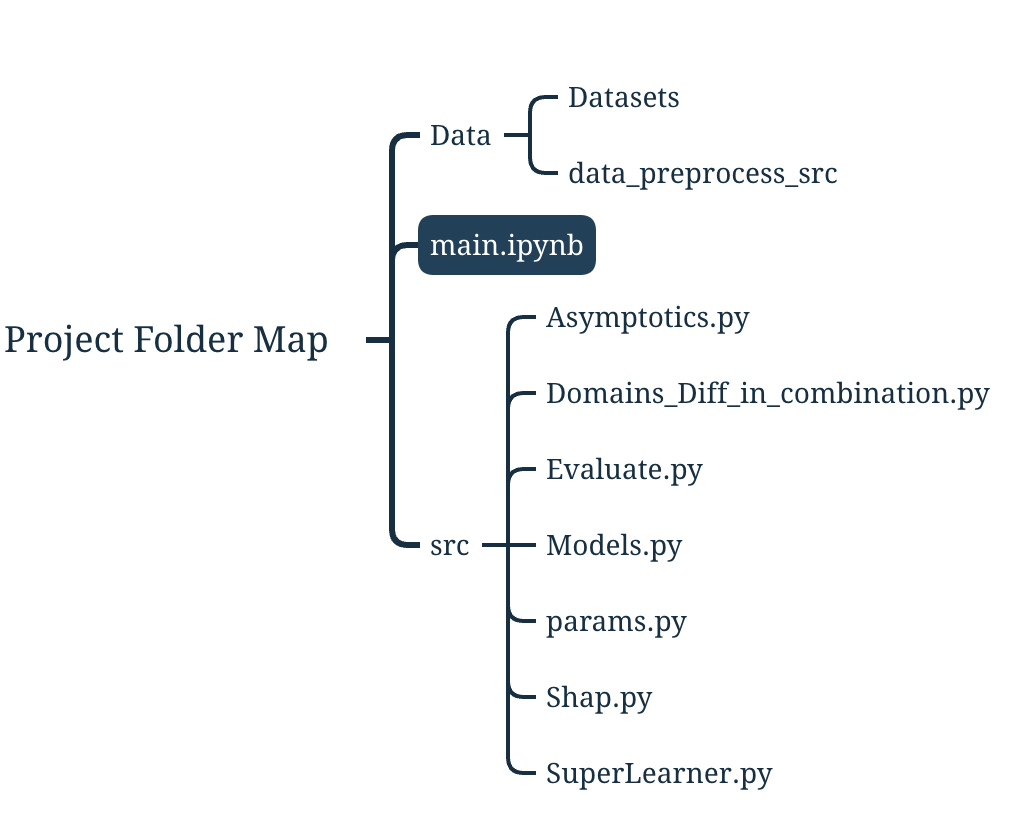 Project Folder Map
Data
Datasets
data_preprocess_src
main.ipynb
src
Asymptotics.py
Domains_Diff_in_combination.py
Evaluate.py
Models.py
params.py
Shap.py
SuperLearner.py